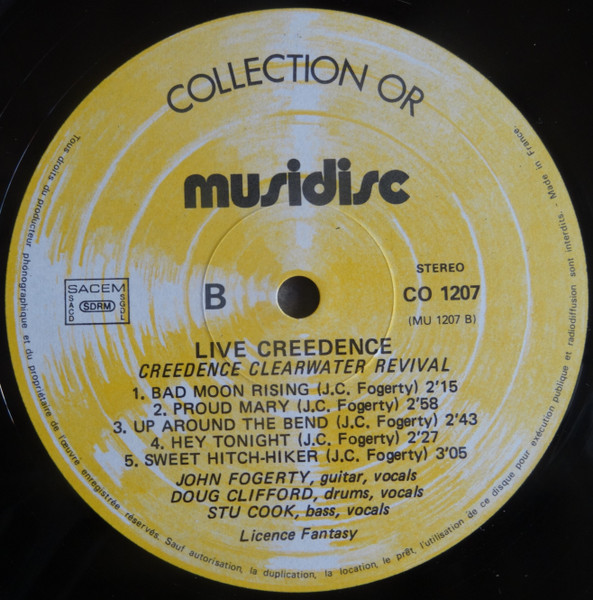 COLLECTION OR
musidisc
SACEM
SACD
SDRM
SGDL
B
STEREO
CO 1207
(MU 1207 B)
LIVE CREEDENCE
CREEDENCE CLEARWATER REVIVAL
1. BAD MOON RISING (J.C. Fogerty) 2'15
2. PROUD MARY (J.C. Fogerty) 2'58
3. UP AROUND THE BEND (J.C. Fogerty) 2'43
4. HEY TONIGHT (J.C. Fogerty) 2'27
5. SWEET HITCH-HIKER (J.C. Fogerty) 3'05
JOHN FOGERTY, guitar, vocals
DOUG CLIFFORD, drums, vocals
STU COOK, bass, vocals
Licence Fantasy
Tous droits du producteur phonographique et du propriétaire de l'œuvre enregistrée réservés. Sauf autorisation, la duplication, la location, le prêt, l'utilisation de ce disque pour exécution publique et radiodiffusion sont interdits. - Made in France.